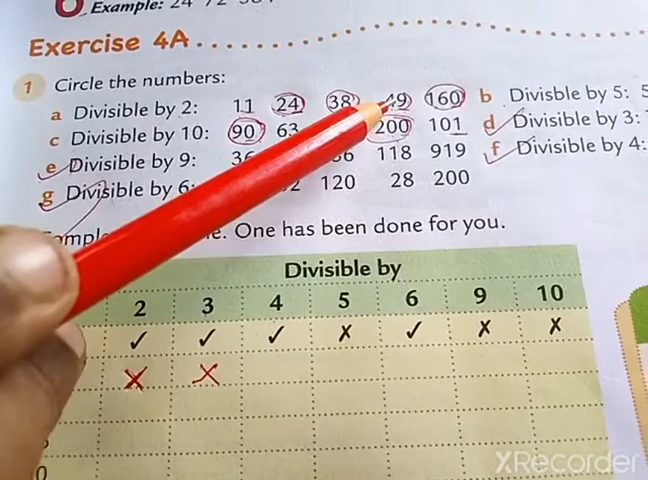 Example: 24
Exercise 4A
1 Circle the numbers:
a Divisible by 2: 11 24 38 49 160 b Divisble by 5:
c Divisible by 10: 90 63 200 101 d Divisible by 3:
e Divisible by 9: 118 919 f Divisible by 4:
g Divisible by 6: 120 28 200
One has been done for you.
Divisible by
2 3 4 5 6 9 10
✓ ✓ ✓ ✗ ✓ ✗ ✗
✗ ✗
XRecorder